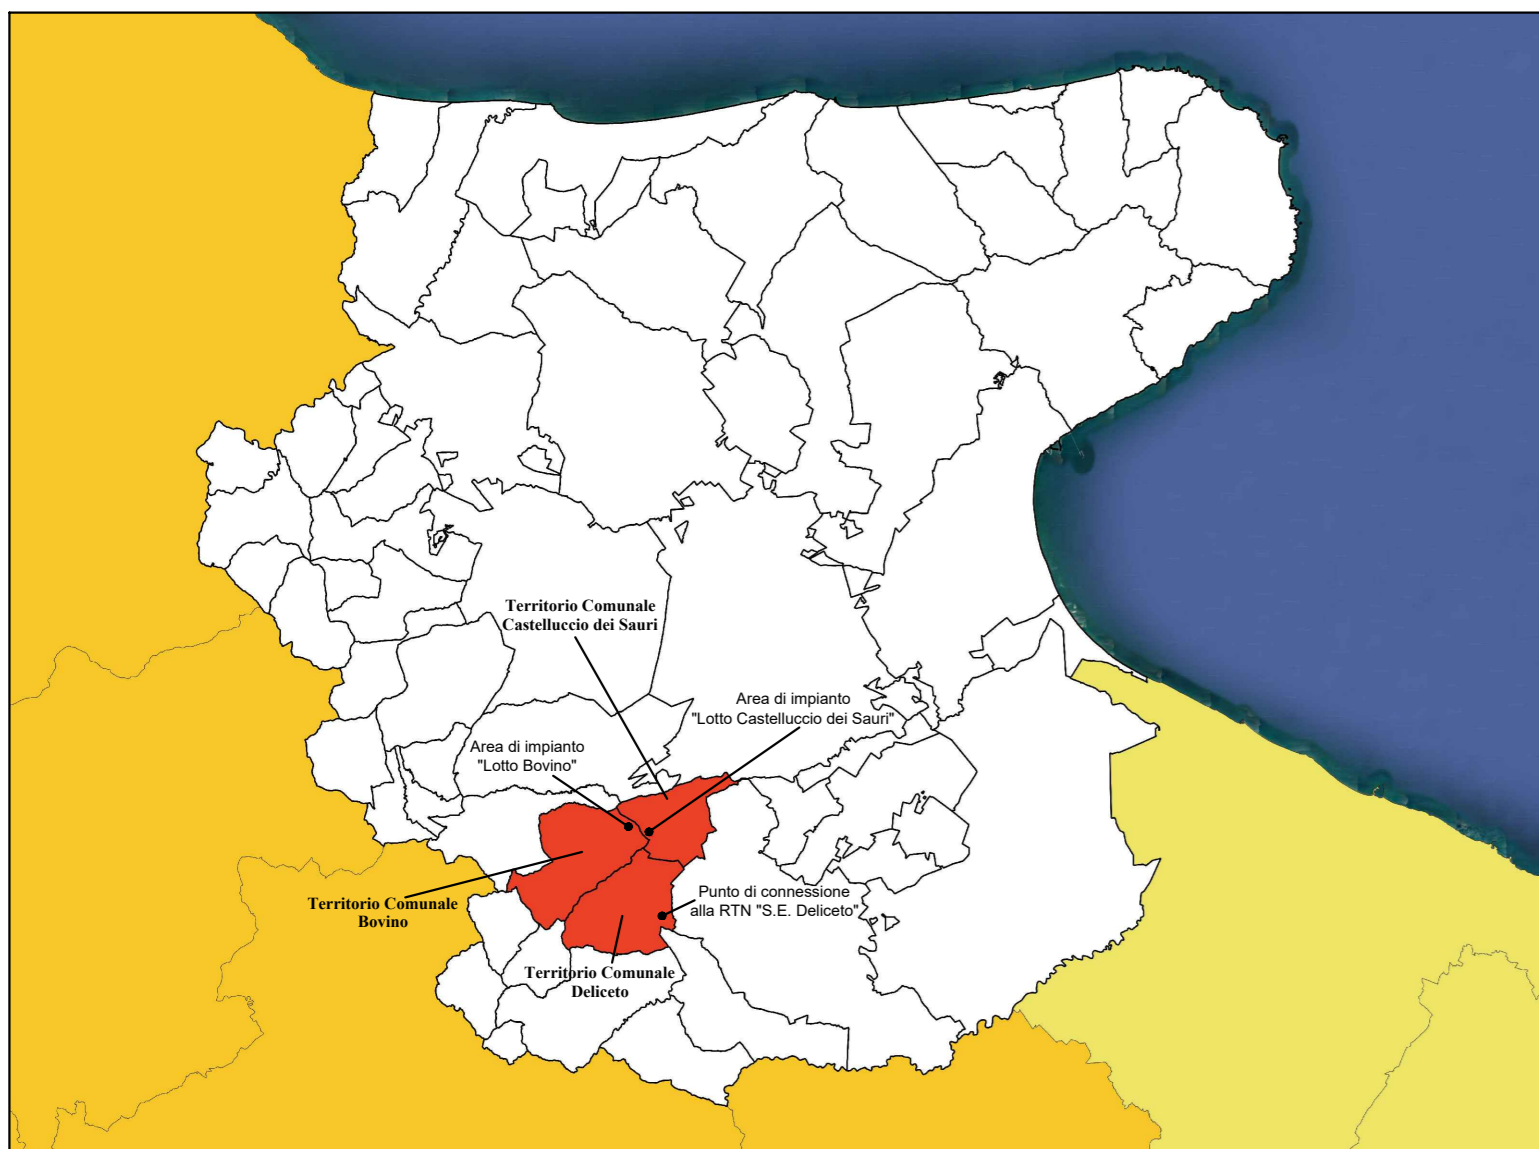 Territorio Comunale
Castelluccio dei Sauri
Area di impianto
"Lotto Castelluccio dei Sauri"
Area di impianto
"Lotto Bovino"
Punto di connessione
alla RTN "S.E. Deliceto"
Territorio Comunale
Bovino
Territorio Comunale
Deliceto